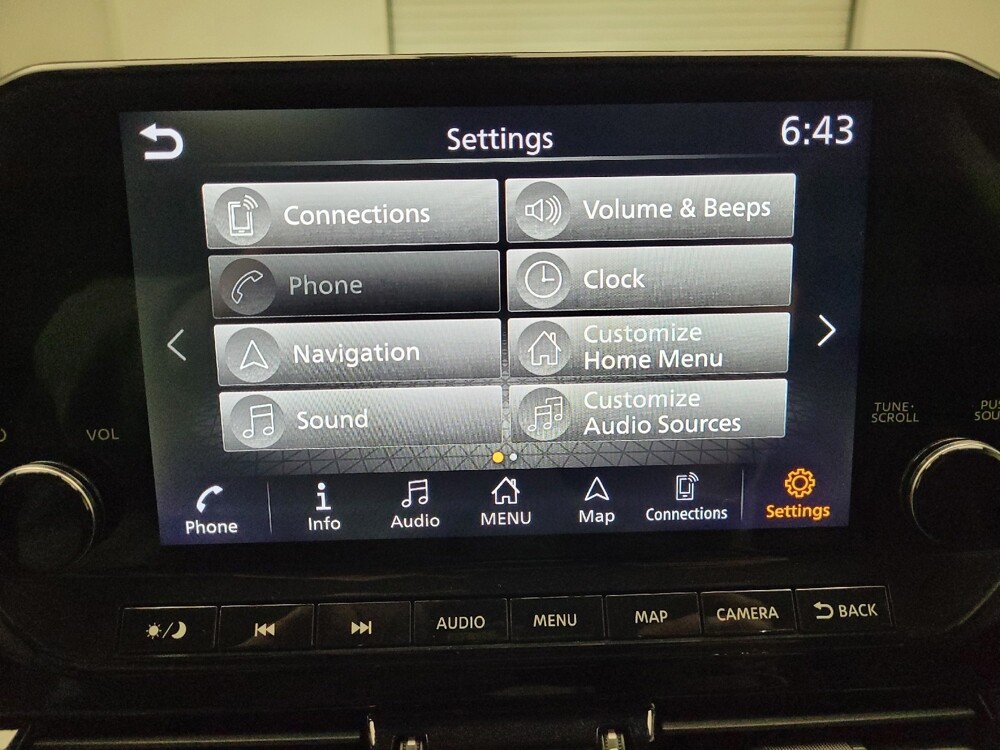 Settings
6:43
Connections
Volume & Beeps
Phone
Clock
Navigation
Customize
Home Menu
Sound
Customize
Audio Sources
VOL
TUNE·
SCROLL
Phone
Info
Audio
MENU
Map
Connections
Settings
AUDIO
MENU
MAP
CAMERA
BACK